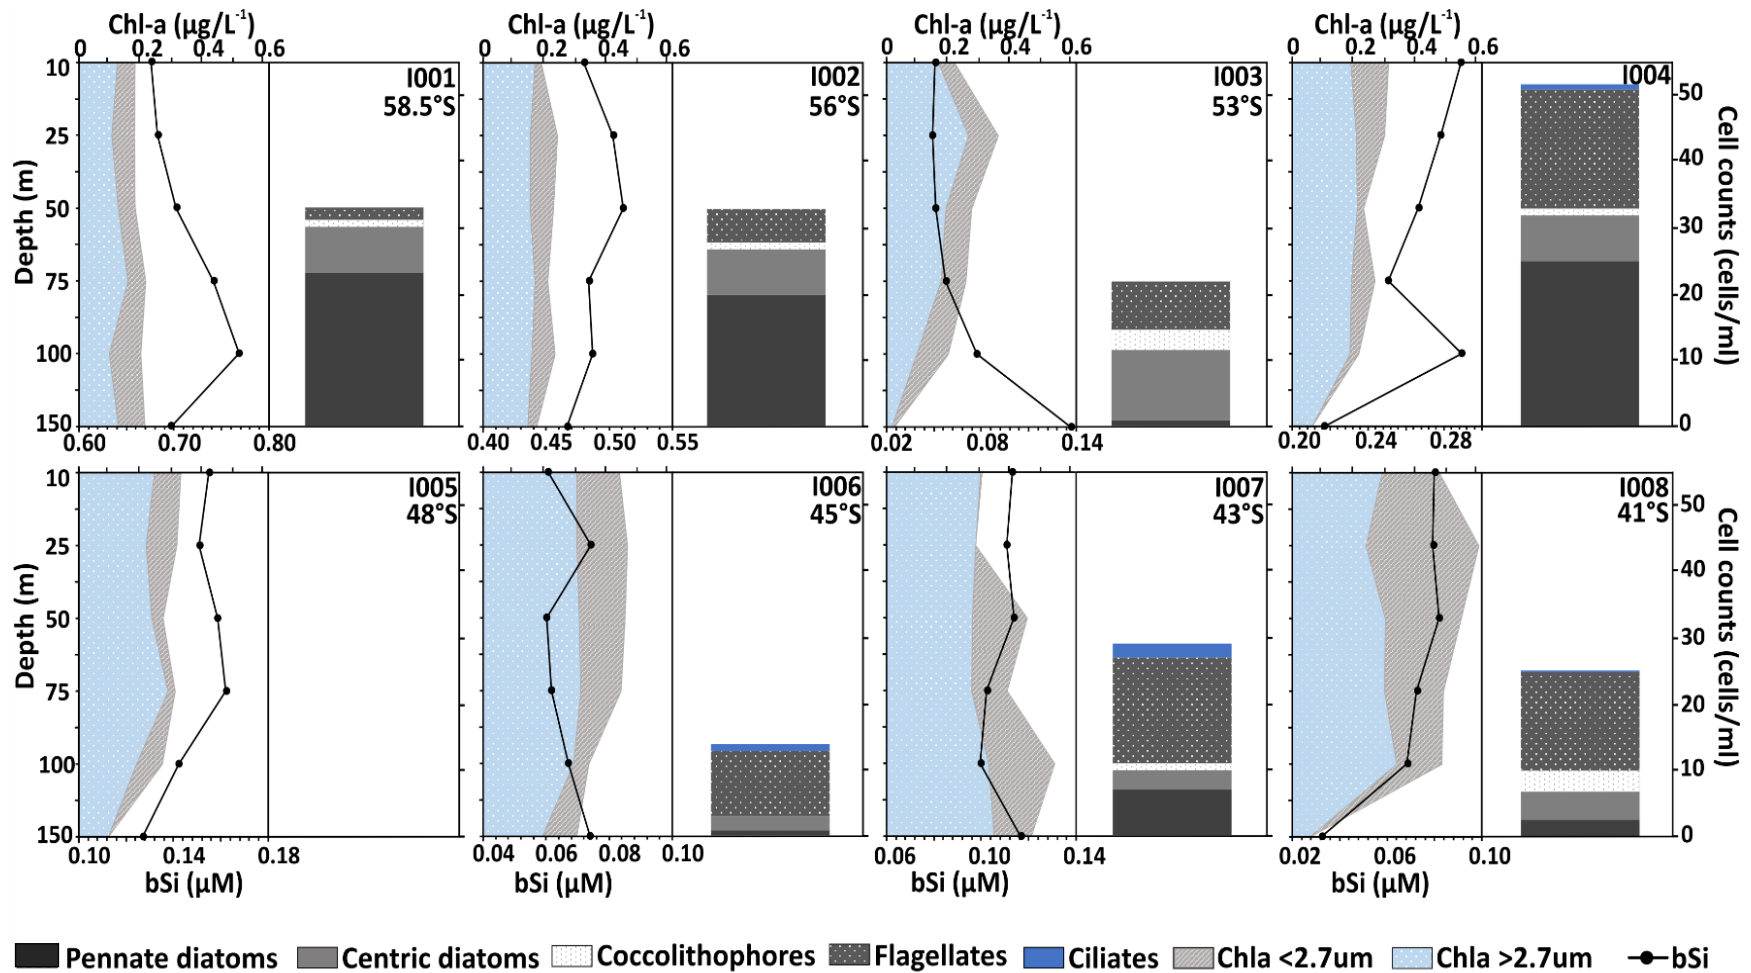 Chl-a (µg/L⁻¹) Chl-a (µg/L⁻¹) Chl-a (µg/L⁻¹) Chl-a (µg/L⁻¹)
0 0.2 0.4 0.6 0 0.2 0.4 0.6 0 0.2 0.4 0.6 0 0.2 0.4 0.6
10 I001 I002 I003 I004
58.5°S 56°S 53°S 50
25 40
50 30
75 20
100 10
150 0
Depth (m)
Cell counts (cells/ml)
0.60 0.70 0.80 0.40 0.45 0.50 0.55 0.02 0.08 0.14 0.20 0.24 0.28
10 I005 I006 I007 I008
48°S 45°S 43°S 41°S 50
25 40
50 30
75 20
100 10
150 0
Depth (m)
Cell counts (cells/ml)
0.10 0.14 0.18 0.04 0.06 0.08 0.10 0.06 0.10 0.14 0.02 0.06 0.10
bSi (µM) bSi (µM) bSi (µM) bSi (µM)
Pennate diatoms Centric diatoms Coccolithophores Flagellates Ciliates Chla <2.7um Chla >2.7um bSi